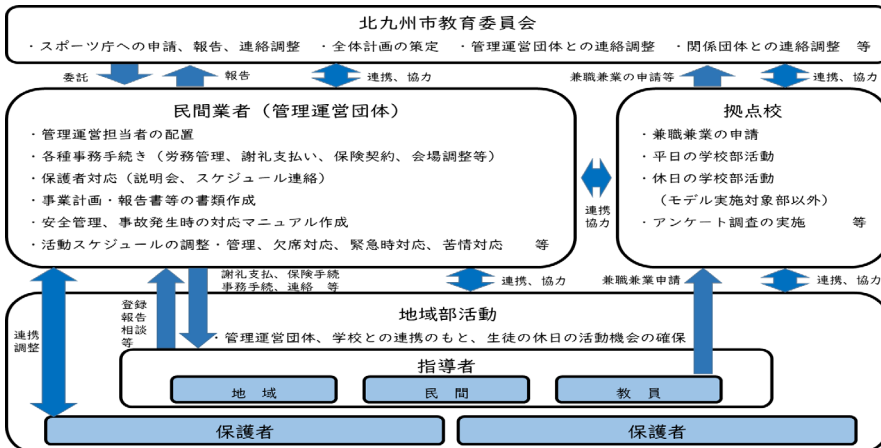 北九州市教育委員会
・スポーツ庁への申請、報告、連絡調整　・全体計画の策定　・管理運営団体との連絡調整　・関係団体との連絡調整　等
委託
報告
連携、協力
兼職兼業の申請等
連携、協力
民間業者（管理運営団体）
・管理運営担当者の配置
・各種事務手続き（労務管理、謝礼支払い、保険契約、会場調整等）
・保護者対応（説明会、スケジュール連絡）
・事業計画・報告書等の書類作成
・安全管理、事故発生時の対応マニュアル作成
・活動スケジュールの調整・管理、欠席対応、緊急時対応、苦情対応　等
連携
協力
拠点校
・兼職兼業の申請
・平日の学校部活動
・休日の学校部活動
（モデル実施対象部以外）
・アンケート調査の実施　等
謝礼支払、保険手続
事務手続、連絡　等
連携、協力
兼職兼業申請
連携、協力
連携
調整
登録
報告
相談
等
地域部活動
・管理運営団体、学校との連携のもと、生徒の休日の活動機会の確保
指導者
地　域
民　間
教　員
保護者
保護者